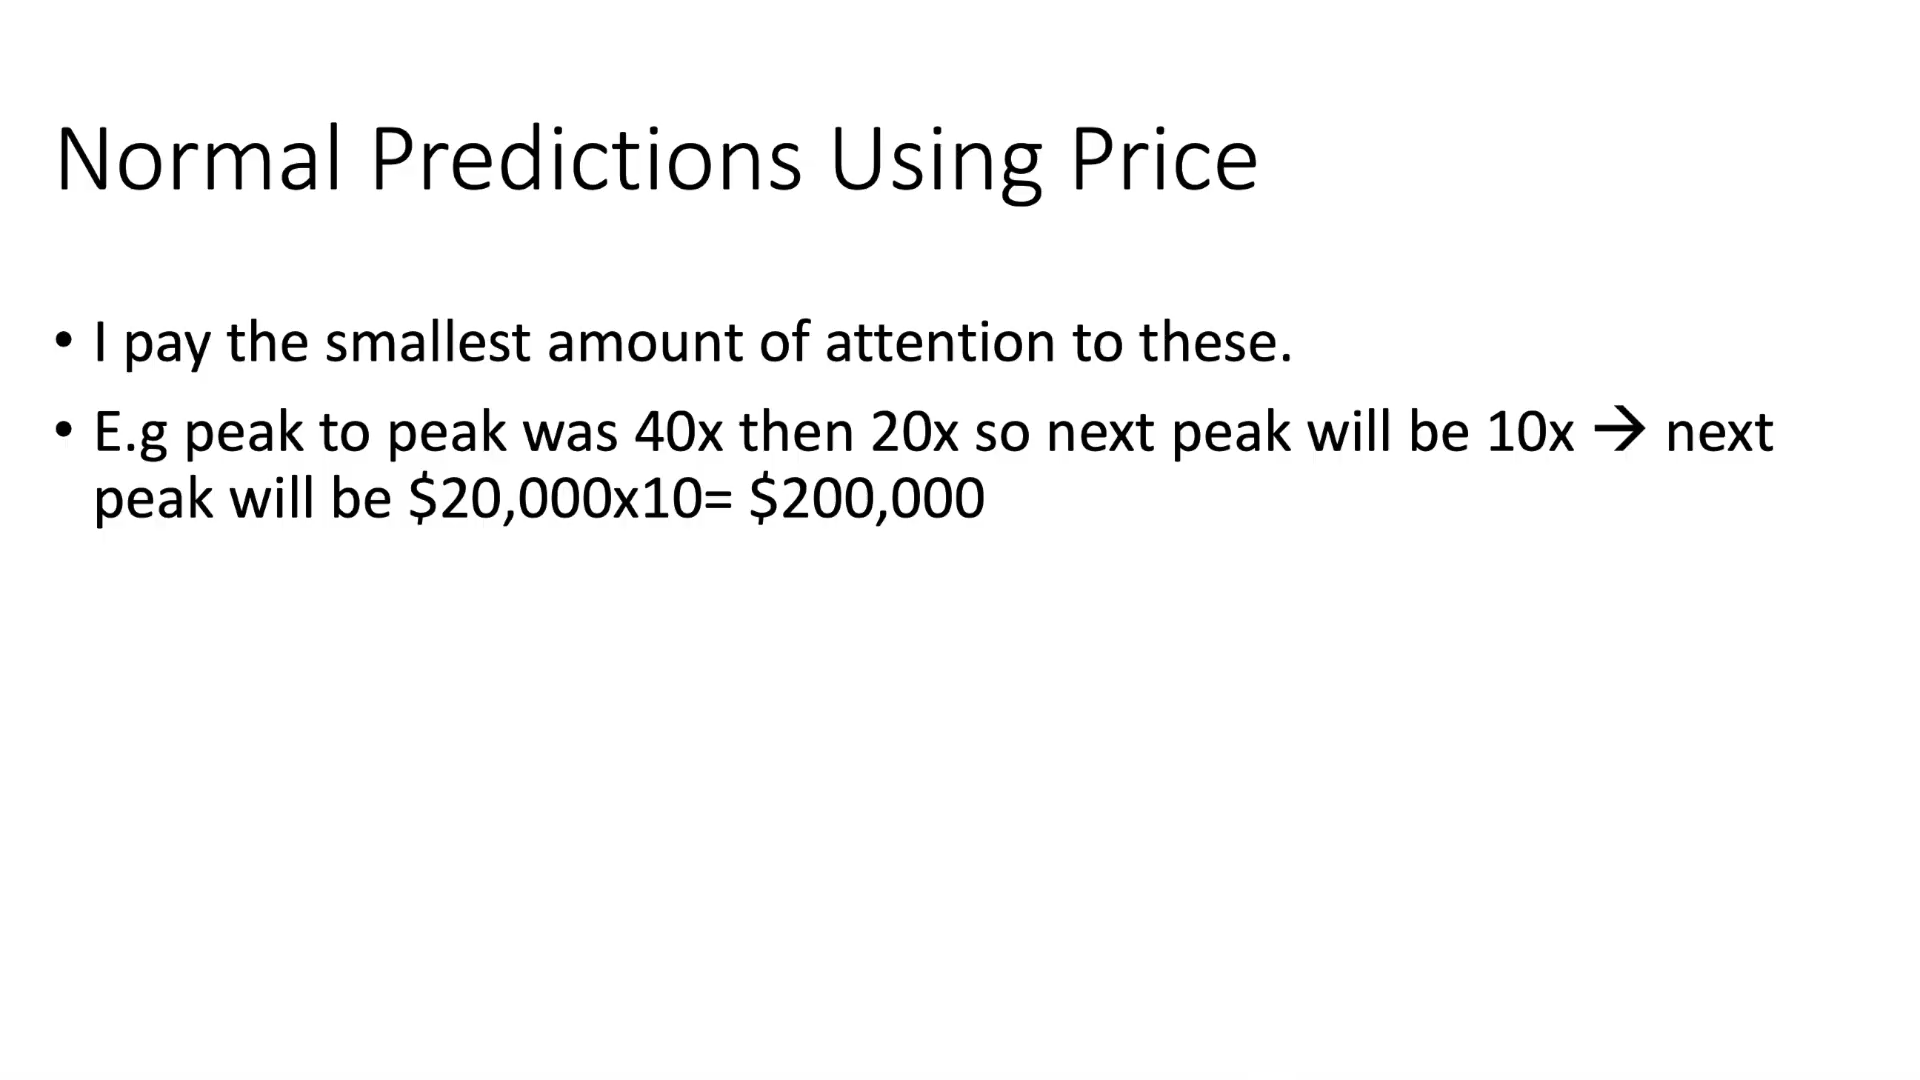 Normal Predictions Using Price
• I pay the smallest amount of attention to these.
• E.g peak to peak was 40x then 20x so next peak will be 10x → next
peak will be $20,000x10= $200,000